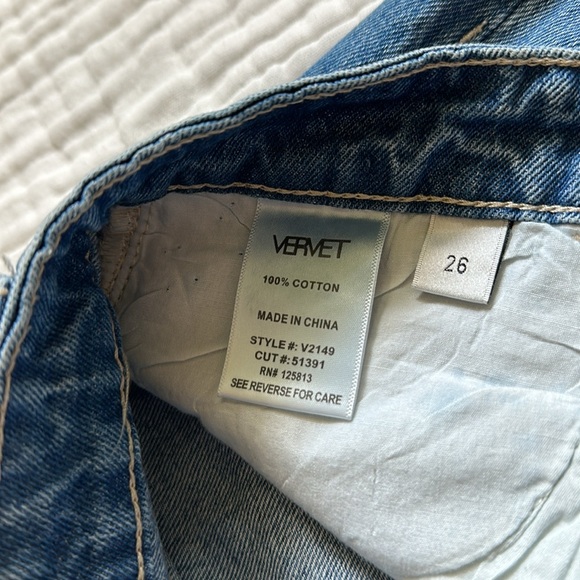 VERVET
100% COTTON
MADE IN CHINA
STYLE #: V2149
CUT #: 51391
RN# 125813
SEE REVERSE FOR CARE
26